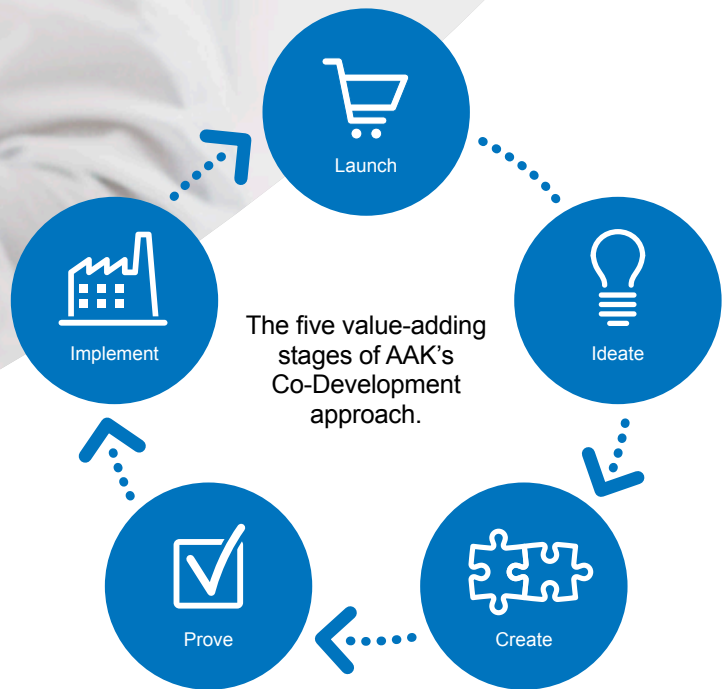 Launch
Ideate
Implement
The five value-adding
stages of AAK's
Co-Development
approach.
Prove
Create